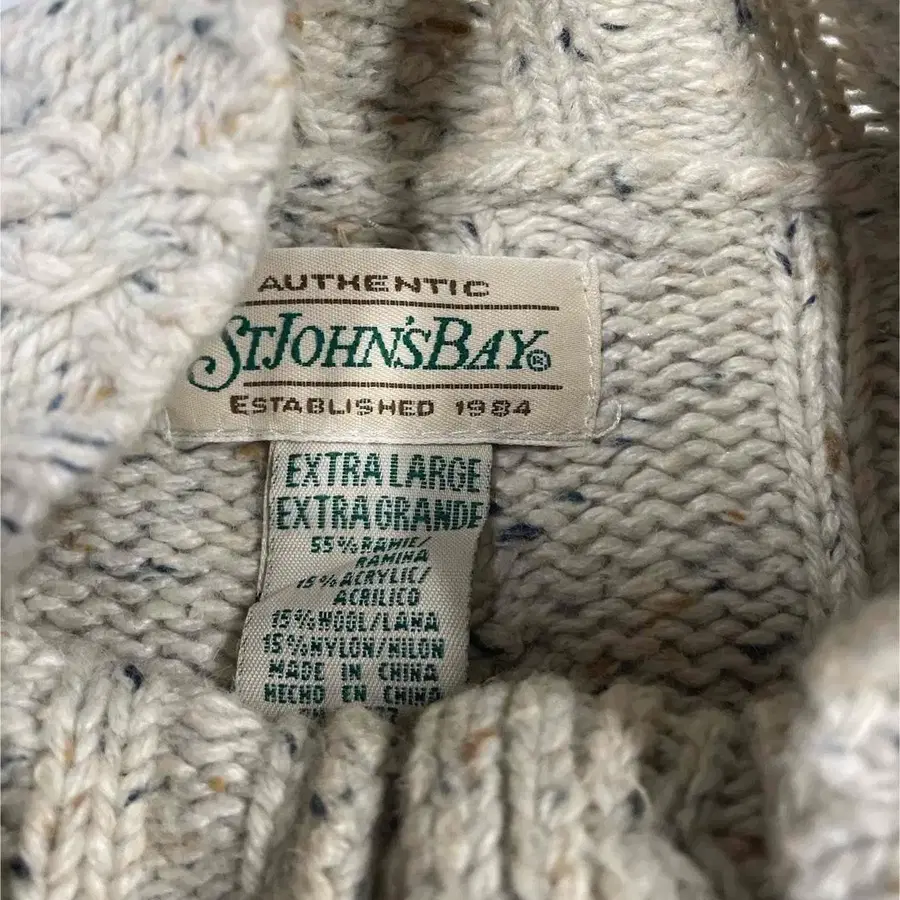 AUTHENTIC
ST.JOHN'S BAY®
ESTABLISHED 1984
EXTRA LARGE
EXTRA GRANDE
55% RAMIE/
RAMINA
15% ACRYLIC/
ACRILICO
15% WOOL/LANA
15% NYLON/NILON
MADE IN CHINA
HECHO EN CHINA